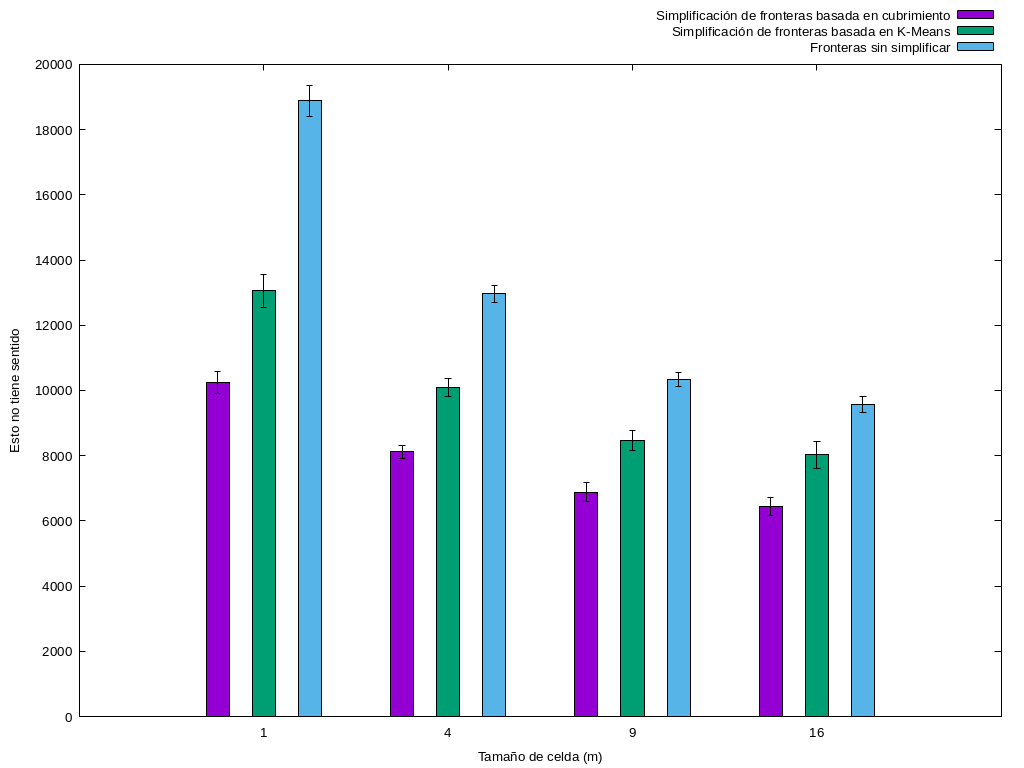 Simplificación de fronteras basada en cubrimiento
Simplificación de fronteras basada en K-Means
Fronteras sin simplificar
20000
18000
16000
14000
12000
10000
8000
6000
4000
2000
0
Esto no tiene sentido
1 4 9 16
Tamaño de celda (m)